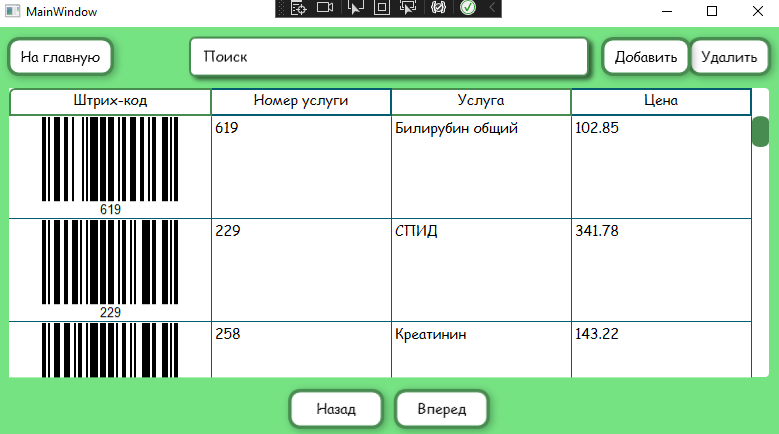 MainWindow
На главную
Поиск
Добавить
Удалить
Штрих-код Номер услуги Услуга Цена
619 Билирубин общий 102.85
619
229 СПИД 341.78
229
258 Креатинин 143.22
Назад
Вперед